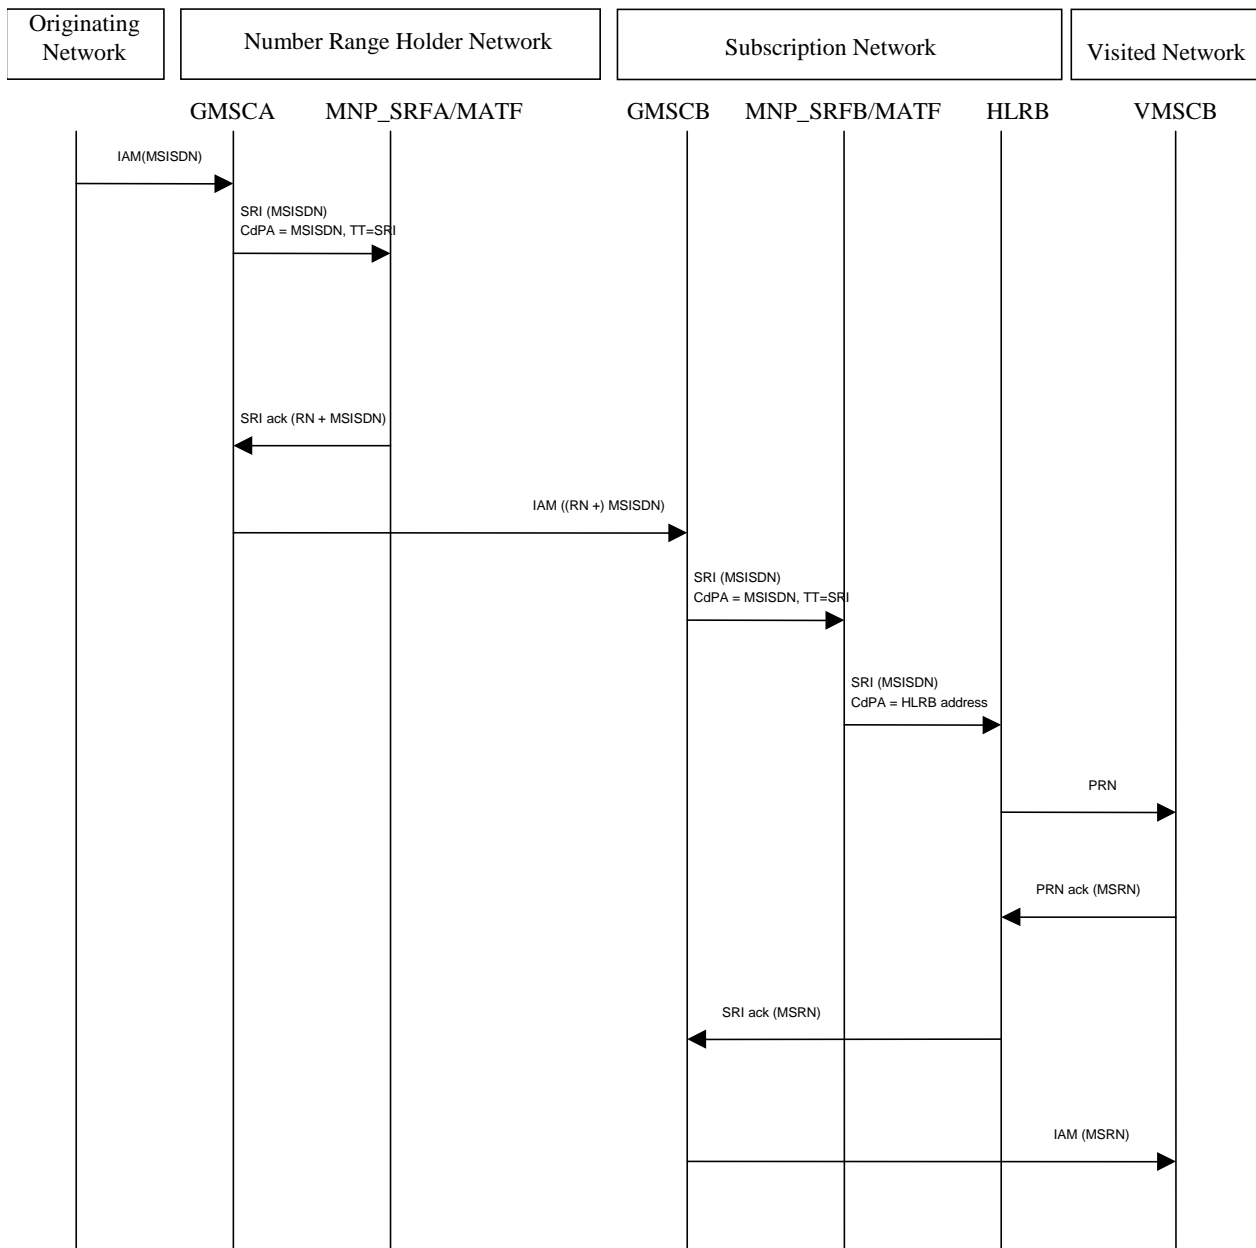 Originating
Network
Number Range Holder Network
Subscription Network
Visited Network
GMSCA
MNP_SRFA/MATF
GMSCB
MNP_SRFB/MATF
HLRB
VMSCB
IAM(MSISDN)
SRI (MSISDN)
CdPA = MSISDN, TT=SRI
SRI ack (RN + MSISDN)
IAM ((RN +) MSISDN)
SRI (MSISDN)
CdPA = MSISDN, TT=SRI
SRI (MSISDN)
CdPA = HLRB address
PRN
PRN ack (MSRN)
SRI ack (MSRN)
IAM (MSRN)